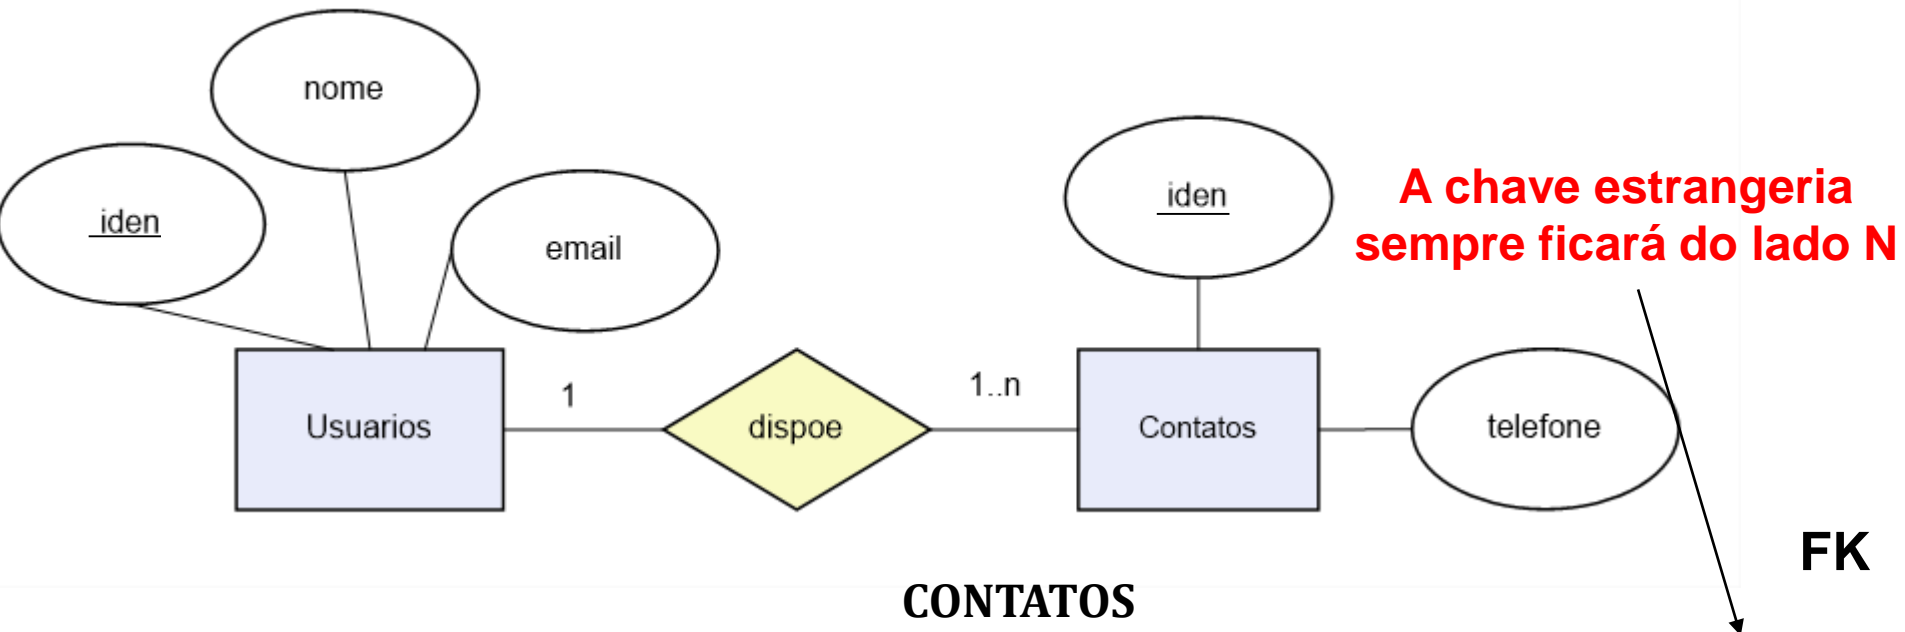 nome
iden
email
iden
A chave estrangeria
sempre ficará do lado N
1
1..n
Usuarios
dispoe
Contatos
telefone
FK
CONTATOS